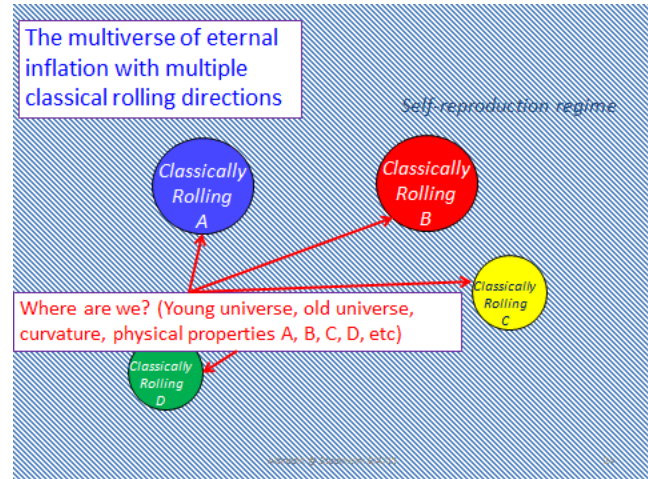 The multiverse of eternal
inflation with multiple
classical rolling directions
Self-reproduction regime
Classically
Rolling
A
Classically
Rolling
B
Classically
Rolling
C
Where are we? (Young universe, old universe,
curvature, physical properties A, B, C, D, etc)
Classically
Rolling
D